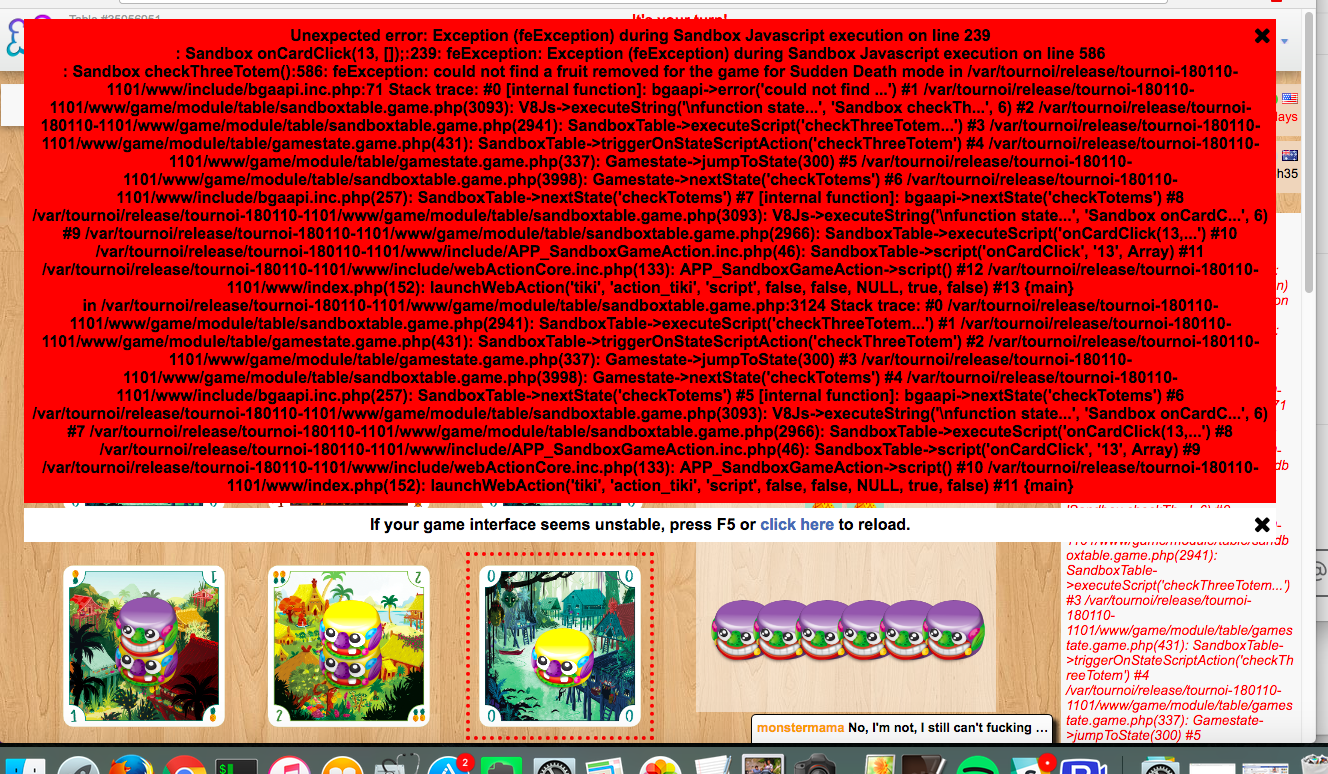 Table #35056951
It's your turn!
Unexpected error: Exception (feException) during Sandbox Javascript execution on line 239
: Sandbox onCardClick(13, []);:239: feException: Exception (feException) during Sandbox Javascript execution on line 586
: Sandbox checkThreeTotem():586: feException: could not find a fruit removed for the game for Sudden Death mode in /var/tournoi/release/tournoi-180110-
1101/www/include/bgaapi.inc.php:71 Stack trace: #0 [internal function]: bgaapi->error('could not find ...') #1 /var/tournoi/release/tournoi-180110-
1101/www/game/module/table/sandboxtable.game.php(3093): V8Js->executeString('\nfunction state...', 'Sandbox checkTh...', 6) #2 /var/tournoi/release/tournoi-
180110-1101/www/game/module/table/sandboxtable.game.php(2941): SandboxTable->executeScript('checkThreeTotem...') #3 /var/tournoi/release/tournoi-180110-
1101/www/game/module/table/gamestate.game.php(431): SandboxTable->triggerOnStateScriptAction('checkThreeTotem') #4 /var/tournoi/release/tournoi-180110-
1101/www/game/module/table/gamestate.game.php(337): Gamestate->jumpToState(300) #5 /var/tournoi/release/tournoi-180110-
1101/www/game/module/table/sandboxtable.game.php(3998): Gamestate->nextState('checkTotems') #6 /var/tournoi/release/tournoi-180110-
1101/www/include/bgaapi.inc.php(257): SandboxTable->nextState('checkTotems') #7 [internal function]: bgaapi->nextState('checkTotems') #8
/var/tournoi/release/tournoi-180110-1101/www/game/module/table/sandboxtable.game.php(3093): V8Js->executeString('\nfunction state...', 'Sandbox onCardC...', 6)
#9 /var/tournoi/release/tournoi-180110-1101/www/game/module/table/sandboxtable.game.php(2966): SandboxTable->executeScript('onCardClick(13,...') #10
/var/tournoi/release/tournoi-180110-1101/www/include/APP_SandboxGameAction.inc.php(46): SandboxTable->script('onCardClick', '13', Array) #11
/var/tournoi/release/tournoi-180110-1101/www/include/webActionCore.inc.php(133): APP_SandboxGameAction->script() #12 /var/tournoi/release/tournoi-180110-
1101/www/index.php(152): launchWebAction('tiki', 'action_tiki', 'script', false, false, NULL, true, false) #13 {main}
in /var/tournoi/release/tournoi-180110-1101/www/game/module/table/sandboxtable.game.php:3124 Stack trace: #0 /var/tournoi/release/tournoi-180110-
1101/www/game/module/table/sandboxtable.game.php(2941): SandboxTable->executeScript('checkThreeTotem...') #1 /var/tournoi/release/tournoi-180110-
1101/www/game/module/table/gamestate.game.php(431): SandboxTable->triggerOnStateScriptAction('checkThreeTotem') #2 /var/tournoi/release/tournoi-180110-
1101/www/game/module/table/gamestate.game.php(337): Gamestate->jumpToState(300) #3 /var/tournoi/release/tournoi-180110-
1101/www/game/module/table/sandboxtable.game.php(3998): Gamestate->nextState('checkTotems') #4 /var/tournoi/release/tournoi-180110-
1101/www/include/bgaapi.inc.php(257): SandboxTable->nextState('checkTotems') #5 [internal function]: bgaapi->nextState('checkTotems') #6
/var/tournoi/release/tournoi-180110-1101/www/game/module/table/sandboxtable.game.php(3093): V8Js->executeString('\nfunction state...', 'Sandbox onCardC...', 6)
#7 /var/tournoi/release/tournoi-180110-1101/www/game/module/table/sandboxtable.game.php(2966): SandboxTable->executeScript('onCardClick(13,...') #8
/var/tournoi/release/tournoi-180110-1101/www/include/APP_SandboxGameAction.inc.php(46): SandboxTable->script('onCardClick', '13', Array) #9
/var/tournoi/release/tournoi-180110-1101/www/include/webActionCore.inc.php(133): APP_SandboxGameAction->script() #10 /var/tournoi/release/tournoi-180110-
1101/www/index.php(152): launchWebAction('tiki', 'action_tiki', 'script', false, false, NULL, true, false) #11 {main}
lays
h35
If your game interface seems unstable, press F5 or click here to reload.
1
1
2
2
0 0
0 0
oxtable.game.php(2941):
SandboxTable-
>executeScript('checkThreeTotem...')
#3 /var/tournoi/release/tournoi-
180110-
1101/www/game/module/table/games
tate.game.php(431): SandboxTable-
>triggerOnStateScriptAction('checkTh
reeTotem') #4
/var/tournoi/release/tournoi-180110-
1101/www/game/module/table/games
tate.game.php(337): Gamestate-
>jumpToState(300) #5
monstermama No, I'm not, I still can't fucking ...
2